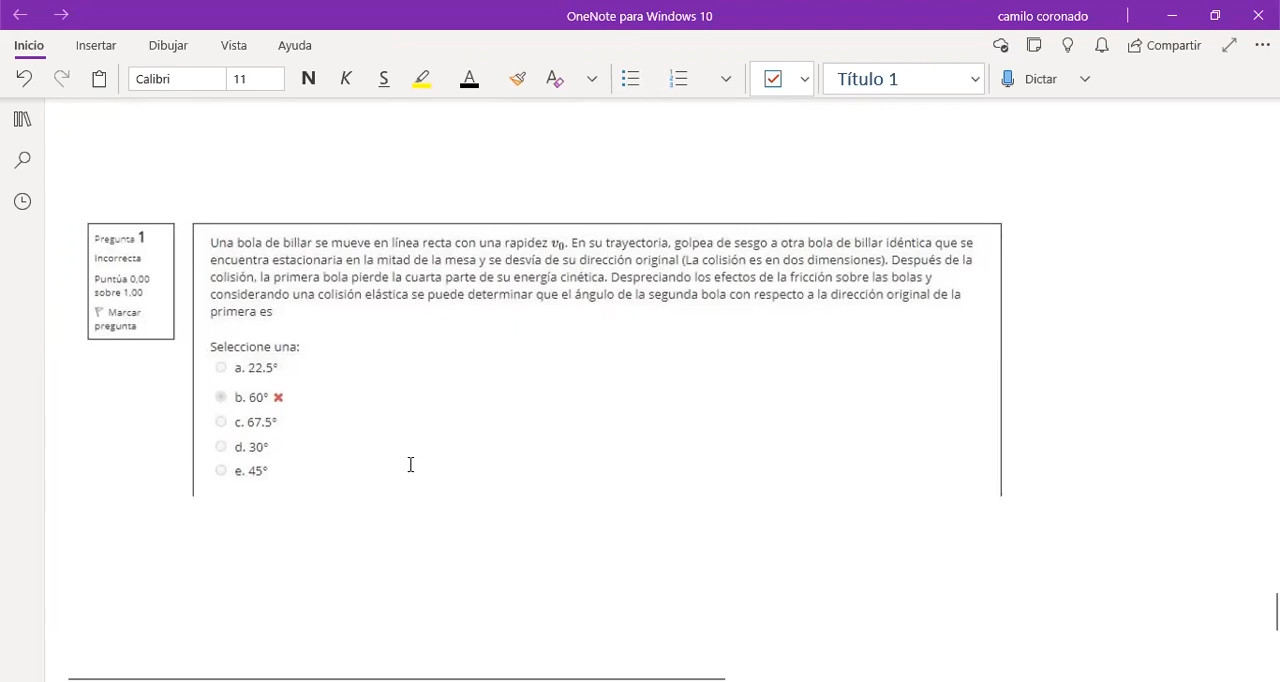 OneNote para Windows 10
camilo coronado
Inicio Insertar Dibujar Vista Ayuda
Compartir
Calibri 11 N K S A A Título 1 Dictar
Pregunta 1
Incorrecta
Puntúa 0,00
sobre 1,00
Marcar
pregunta
Una bola de billar se mueve en línea recta con una rapidez v₀. En su trayectoria, golpea de sesgo a otra bola de billar idéntica que se
encuentra estacionaria en la mitad de la mesa y se desvía de su dirección original (La colisión es en dos dimensiones). Después de la
colisión, la primera bola pierde la cuarta parte de su energía cinética. Despreciando los efectos de la fricción sobre las bolas y
considerando una colisión elástica se puede determinar que el ángulo de la segunda bola con respecto a la dirección original de la
primera es
Seleccione una:
a. 22.5°
b. 60°
c. 67.5°
d. 30°
e. 45°